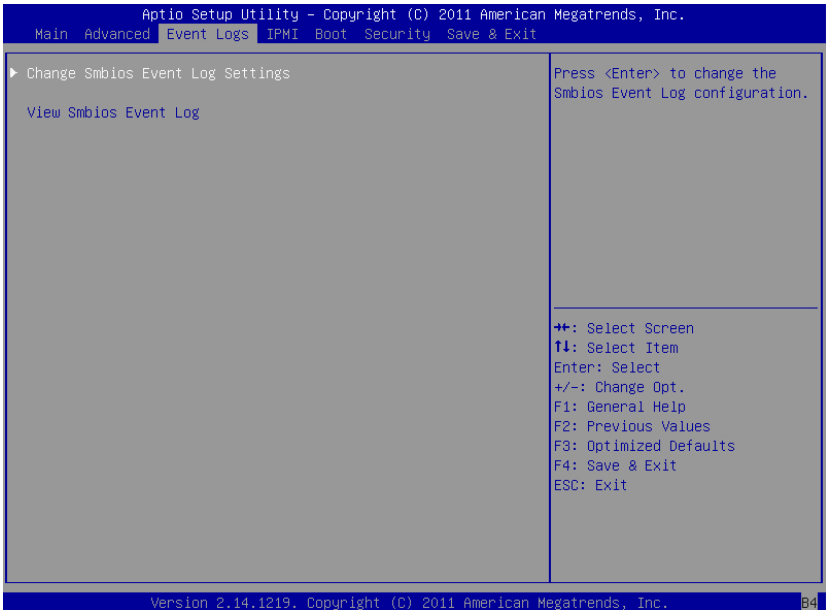 Aptio Setup Utility - Copyright (C) 2011 American Megatrends, Inc.
Main Advanced Event Logs IPMI Boot Security Save & Exit
▶ Change Smbios Event Log Settings
View Smbios Event Log
Press <Enter> to change the
Smbios Event Log configuration.
→←: Select Screen
↑↓: Select Item
Enter: Select
+/-: Change Opt.
F1: General Help
F2: Previous Values
F3: Optimized Defaults
F4: Save & Exit
ESC: Exit
Version 2.14.1219. Copyright (C) 2011 American Megatrends, Inc.
B4